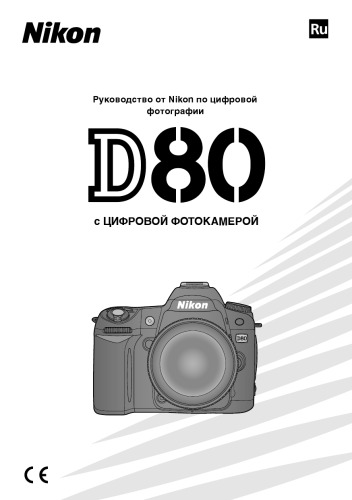 Nikon
Ru
Руководство от Nikon по цифровой
фотографии
D80
с ЦИФРОВОЙ ФОТОКАМЕРОЙ
Nikon
D80
CE